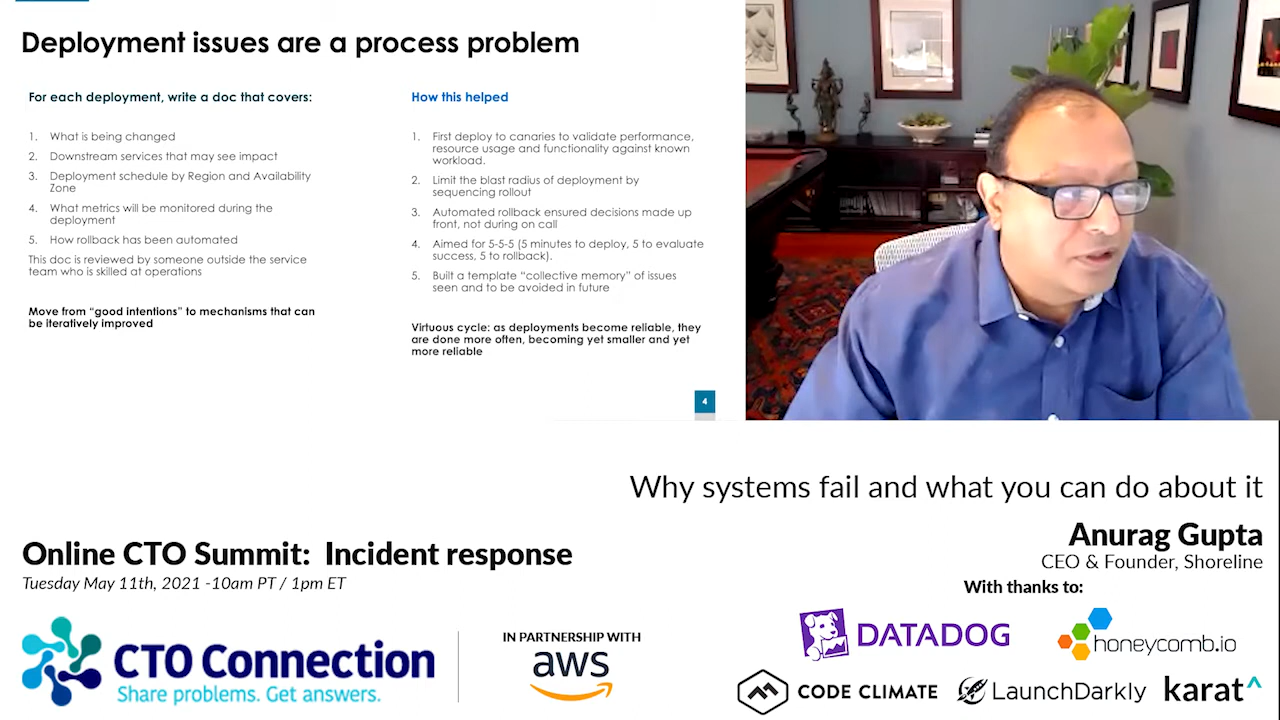 Deployment issues are a process problem
For each deployment, write a doc that covers:
1. What is being changed
2. Downstream services that may see impact
3. Deployment schedule by Region and Availability
Zone
4. What metrics will be monitored during the
deployment
5. How rollback has been automated
This doc is reviewed by someone outside the service
team who is skilled at operations
Move from “good intentions” to mechanisms that can
be iteratively improved
How this helped
1. First deploy to canaries to validate performance,
resource usage and functionality against known
workload.
2. Limit the blast radius of deployment by
sequencing rollout
3. Automated rollback ensured decisions made up
front, not during on call
4. Aimed for 5-5-5 (5 minutes to deploy, 5 to evaluate
success, 5 to rollback).
5. Built a template “collective memory” of issues
seen and to be avoided in future
Virtuous cycle: as deployments become reliable, they
are done more often, becoming yet smaller and yet
more reliable
4
Why systems fail and what you can do about it
Anurag Gupta
CEO & Founder, Shoreline
Online CTO Summit: Incident response
Tuesday May 11th, 2021 -10am PT / 1pm ET
CTO Connection
Share problems. Get answers.
IN PARTNERSHIP WITH
aws
With thanks to:
DATADOG
honeycomb.io
CODE CLIMATE
LaunchDarkly
karat^